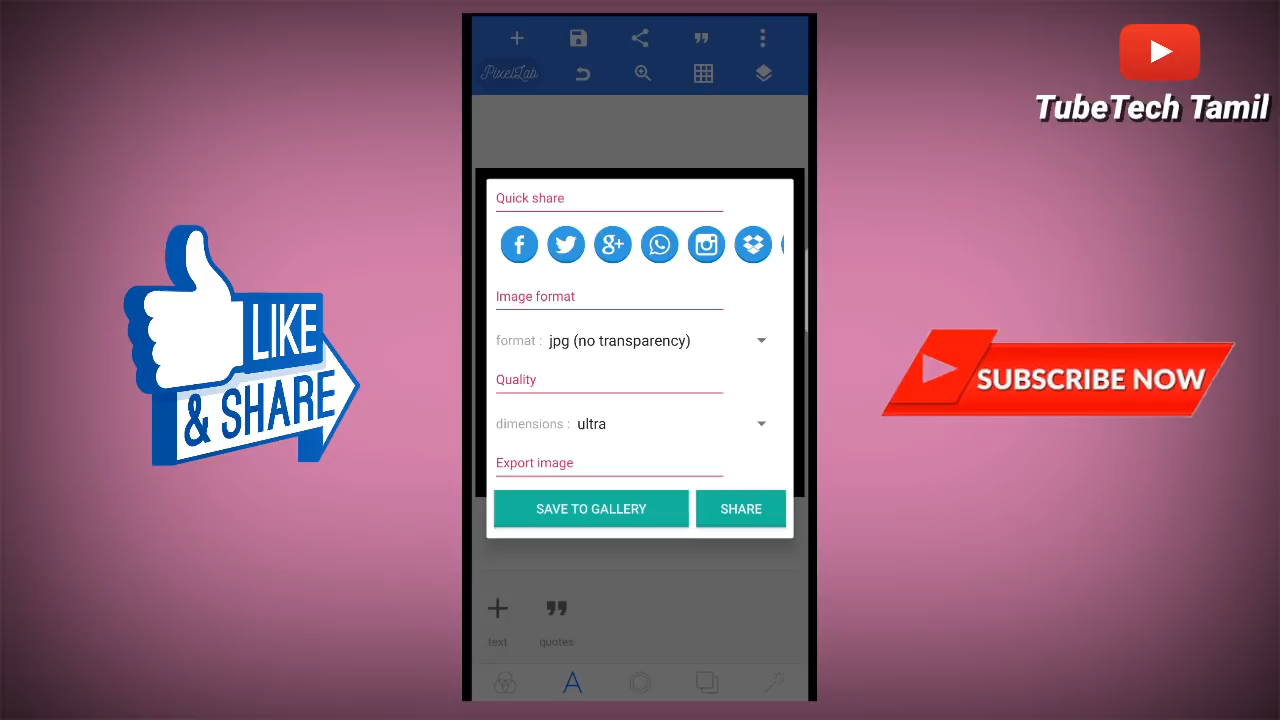 PixelLab
TubeTech Tamil
Quick share
Image format
format : jpg (no transparency)
Quality
dimensions : ultra
Export image
SAVE TO GALLERY SHARE
text quotes
LIKE
& SHARE
SUBSCRIBE NOW